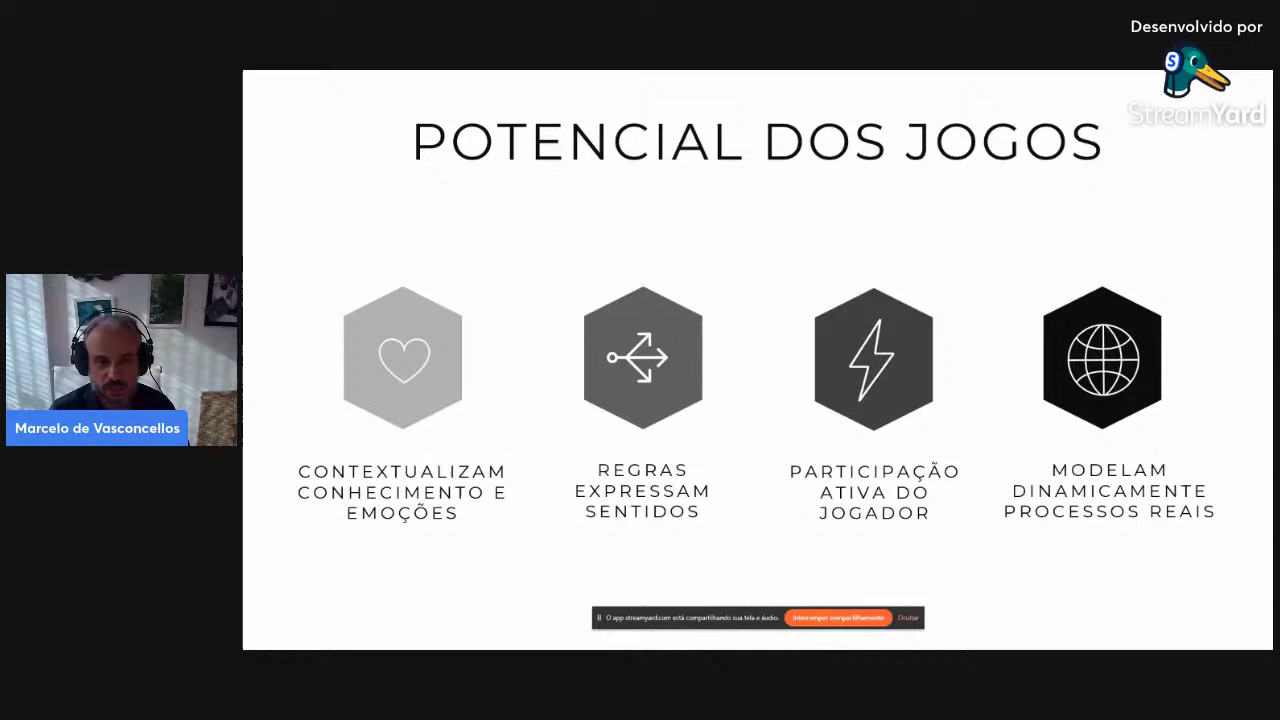 Desenvolvido por
StreamYard
POTENCIAL DOS JOGOS
CONTEXTUALIZAM
CONHECIMENTO E
EMOÇÕES
REGRAS
EXPRESSAM
SENTIDOS
PARTICIPAÇÃO
ATIVA DO
JOGADOR
MODELAM
DINAMICAMENTE
PROCESSOS REAIS
Marcelo de Vasconcellos
O app streamyard.com está compartilhando sua tela e áudio. Interromper compartilhamento Ocultar